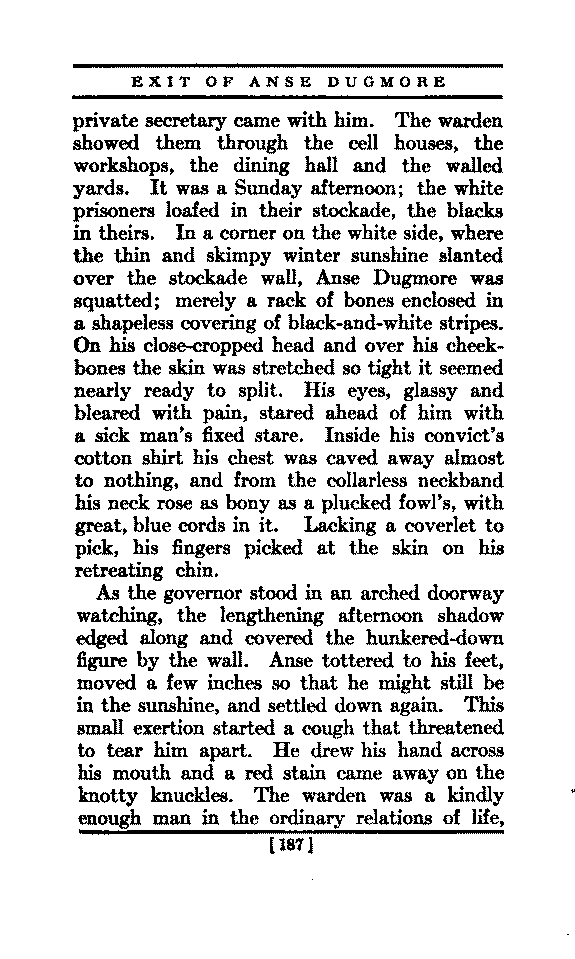 EXIT OF ANSE DUGMORE
private secretary came with him. The warden
showed them through the cell houses, the
workshops, the dining hall and the walled
yards. It was a Sunday afternoon; the white
prisoners loafed in their stockade, the blacks
in theirs. In a corner on the white side, where
the thin and skimpy winter sunshine slanted
over the stockade wall, Anse Dugmore was
squatted; merely a rack of bones enclosed in
a shapeless covering of black-and-white stripes.
On his close-cropped head and over his cheek-
bones the skin was stretched so tight it seemed
nearly ready to split. His eyes, glassy and
bleared with pain, stared ahead of him with
a sick man's fixed stare. Inside his convict's
cotton shirt his chest was caved away almost
to nothing, and from the collarless neckband
his neck rose as bony as a plucked fowl's, with
great, blue cords in it. Lacking a coverlet to
pick, his fingers picked at the skin on his
retreating chin.
As the governor stood in an arched doorway
watching, the lengthening afternoon shadow
edged along and covered the hunkered-down
figure by the wall. Anse tottered to his feet,
moved a few inches so that he might still be
in the sunshine, and settled down again. This
small exertion started a cough that threatened
to tear him apart. He drew his hand across
his mouth and a red stain came away on the
knotty knuckles. The warden was a kindly
enough man in the ordinary relations of life,
[187]